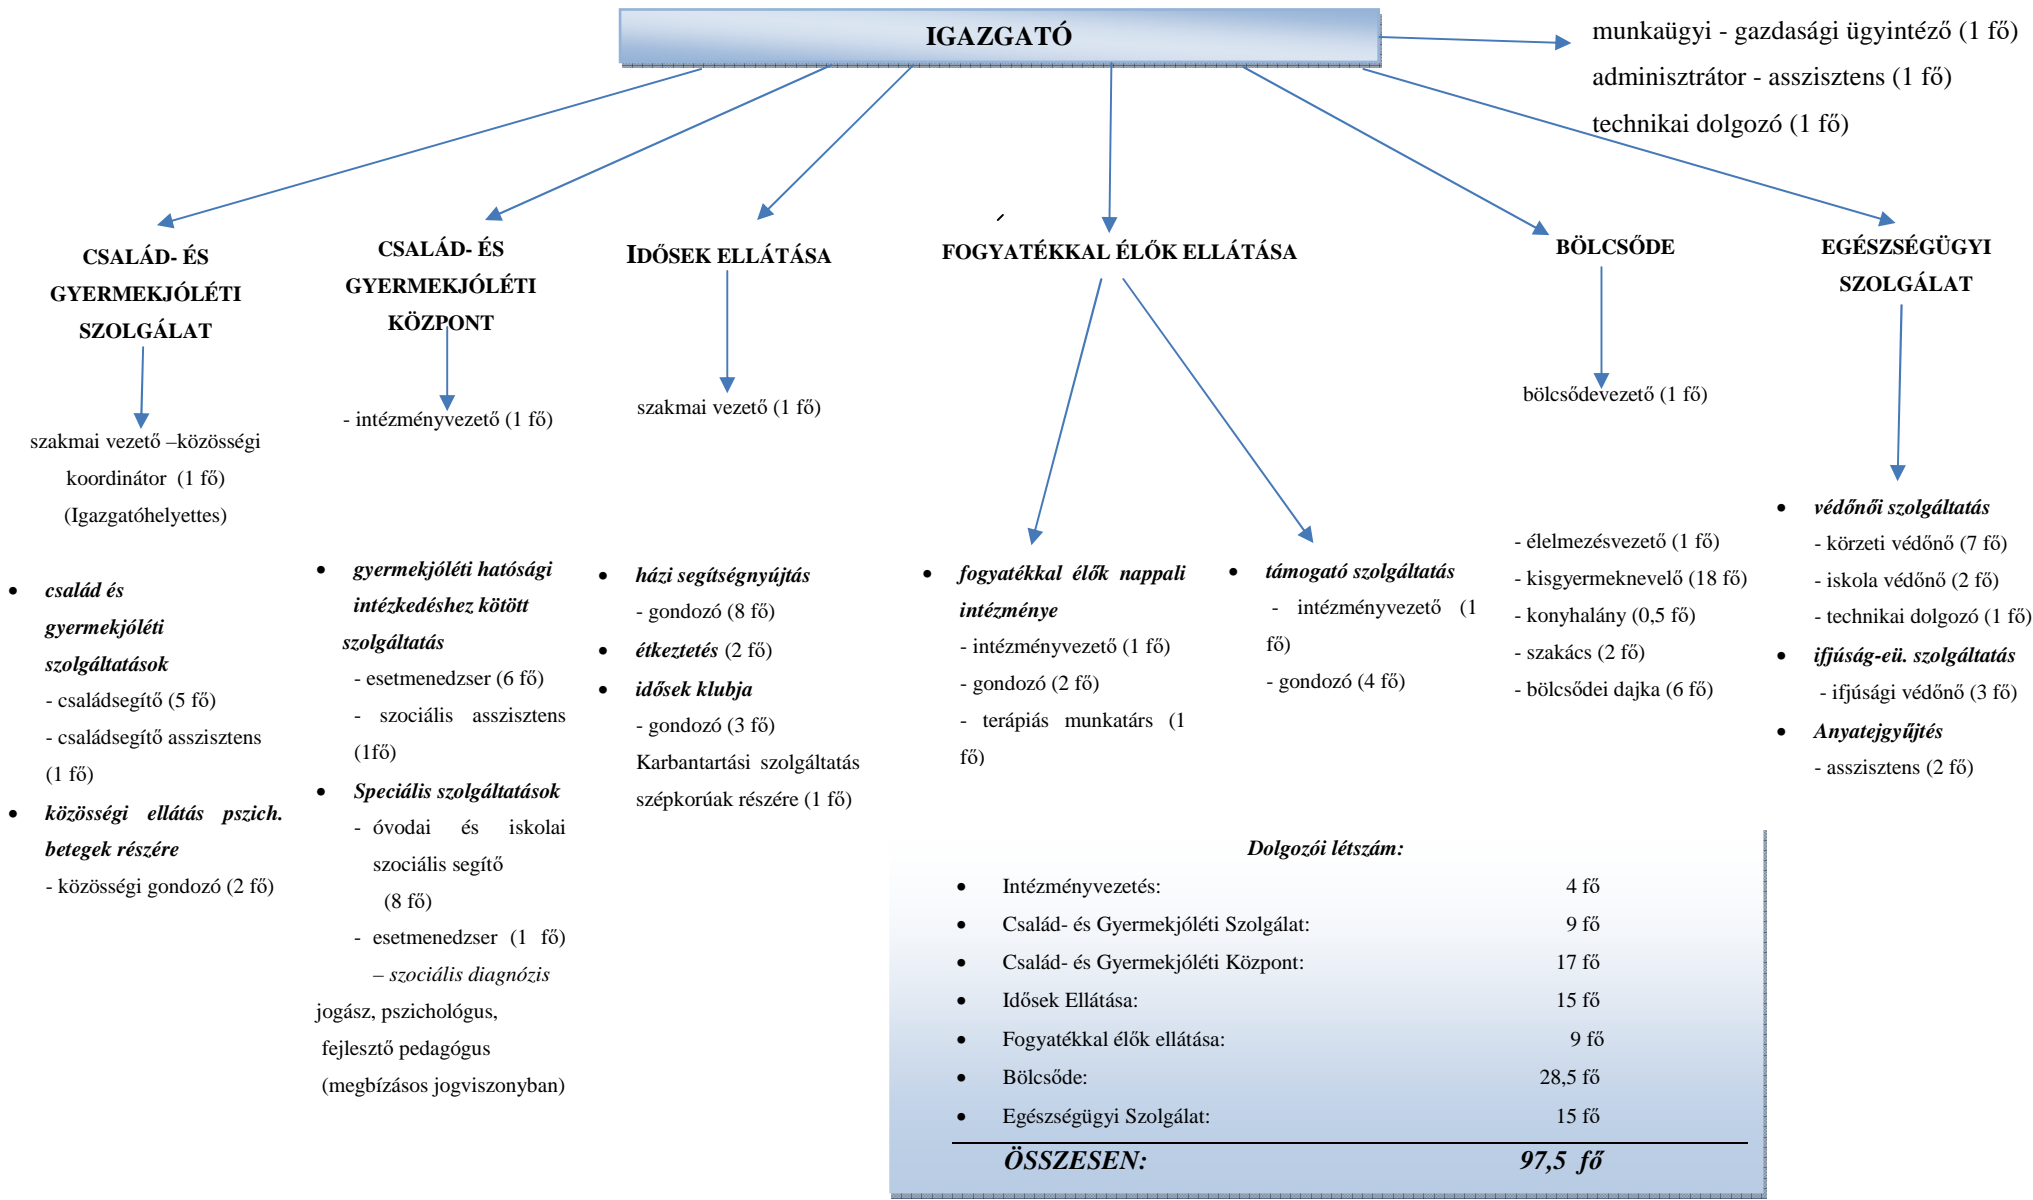 IGAZGATÓ
munkaügyi - gazdasági ügyintéző (1 fő)
adminisztrátor - asszisztens (1 fő)
technikai dolgozó (1 fő)
CSALÁD- ÉS
GYERMEKJÓLÉTI
SZOLGÁLAT
szakmai vezető –közösségi
koordinátor (1 fő)
(Igazgatóhelyettes)
• család és
gyermekjóléti
szolgáltatások
- családsegítő (5 fő)
- családsegítő asszisztens
(1 fő)
• közösségi ellátás pszich.
betegek részére
- közösségi gondozó (2 fő)
CSALÁD- ÉS
GYERMEKJÓLÉTI
KÖZPONT
- intézményvezető (1 fő)
• gyermekjóléti hatósági
intézkedéshez kötött
szolgáltatás
- esetmenedzser (6 fő)
- szociális asszisztens
(1fő)
• Speciális szolgáltatások
- óvodai és iskolai
szociális segítő
(8 fő)
- esetmenedzser (1 fő)
– szociális diagnózis
jogász, pszichológus,
fejlesztő pedagógus
(megbízásos jogviszonyban)
IDŐSEK ELLÁTÁSA
szakmai vezető (1 fő)
• házi segítségnyújtás
- gondozó (8 fő)
• étkeztetés (2 fő)
• idősek klubja
- gondozó (3 fő)
Karbantartási szolgáltatás
szépkorúak részére (1 fő)
FOGYATÉKKAL ÉLŐK ELLÁTÁSA
• fogyatékkal élők nappali
intézménye
- intézményvezető (1 fő)
- gondozó (2 fő)
- terápiás munkatárs (1
fő)
• támogató szolgáltatás
- intézményvezető (1
fő)
- gondozó (4 fő)
BÖLCSŐDE
bölcsődevezető (1 fő)
- élelmezésvezető (1 fő)
- kisgyermeknevelő (18 fő)
- konyhalány (0,5 fő)
- szakács (2 fő)
- bölcsődei dajka (6 fő)
EGÉSZSÉGÜGYI
SZOLGÁLAT
• védőnői szolgáltatás
- körzeti védőnő (7 fő)
- iskola védőnő (2 fő)
- technikai dolgozó (1 fő)
• ifjúság-eü. szolgáltatás
- ifjúsági védőnő (3 fő)
• Anyatejgyűjtés
- asszisztens (2 fő)
Dolgozói létszám:
• Intézményvezetés: 4 fő
• Család- és Gyermekjóléti Szolgálat: 9 fő
• Család- és Gyermekjóléti Központ: 17 fő
• Idősek Ellátása: 15 fő
• Fogyatékkal élők ellátása: 9 fő
• Bölcsőde: 28,5 fő
• Egészségügyi Szolgálat: 15 fő
ÖSSZESEN: 97,5 fő